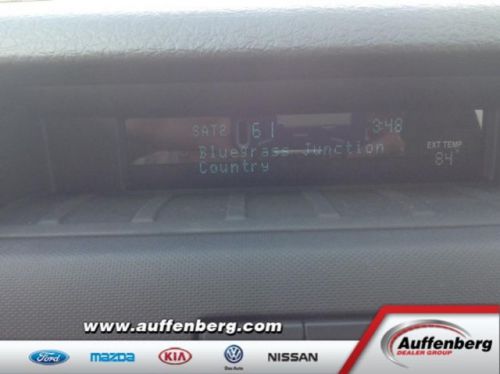 SAT2 61 3:48
Bluegrass Junction
Country
EXT TEMP
84°
www.auffenberg.com
Ford mazda KIA NISSAN
Auffenberg
DEALER GROUP